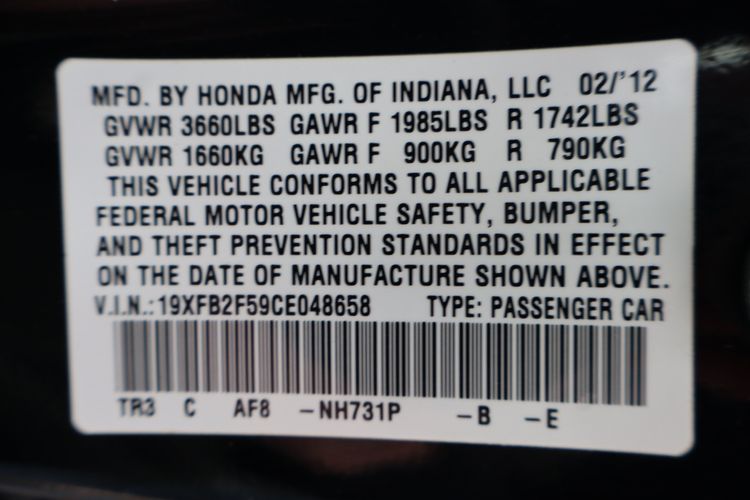 MFD. BY HONDA MFG. OF INDIANA, LLC 02/'12
GVWR 3660LBS GAWR F 1985LBS R 1742LBS
GVWR 1660KG GAWR F 900KG R 790KG
THIS VEHICLE CONFORMS TO ALL APPLICABLE
FEDERAL MOTOR VEHICLE SAFETY, BUMPER,
AND THEFT PREVENTION STANDARDS IN EFFECT
ON THE DATE OF MANUFACTURE SHOWN ABOVE.
V.I.N.:19XFB2F59CE048658 TYPE: PASSENGER CAR
TR3 C AF8 -NH731P -B -E